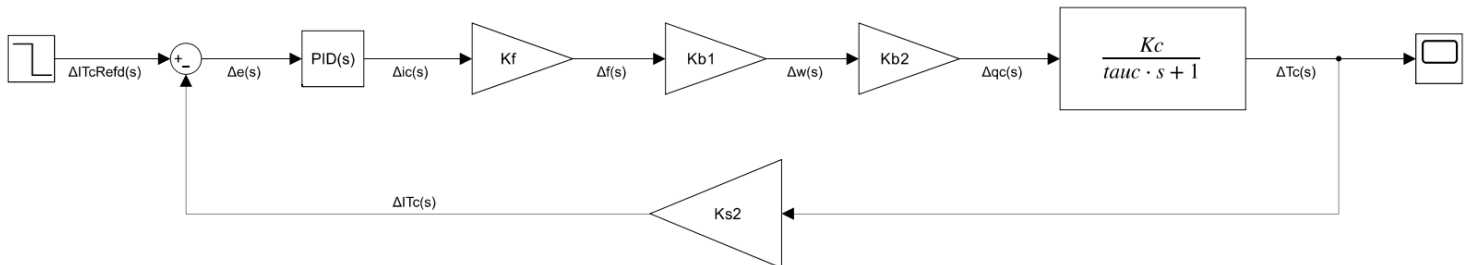 ΔITcRefd(s)
+
-
Δe(s)
PID(s)
Δic(s)
Kf
Δf(s)
Kb1
Δw(s)
Kb2
Δqc(s)
Kc
tauc · s + 1
ΔTc(s)
ΔITc(s)
Ks2